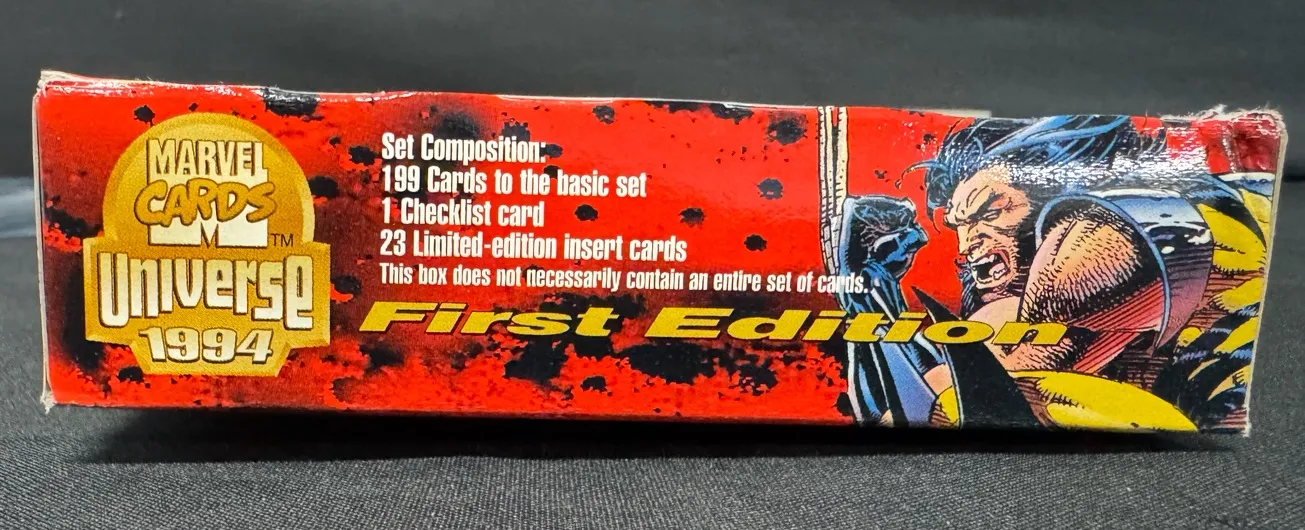 MARVEL
CARDS
TM
Universe
1994
Set Composition:
199 Cards to the basic set
1 Checklist card
23 Limited-edition insert cards
This box does not necessarily contain an entire set of cards.
First Edition